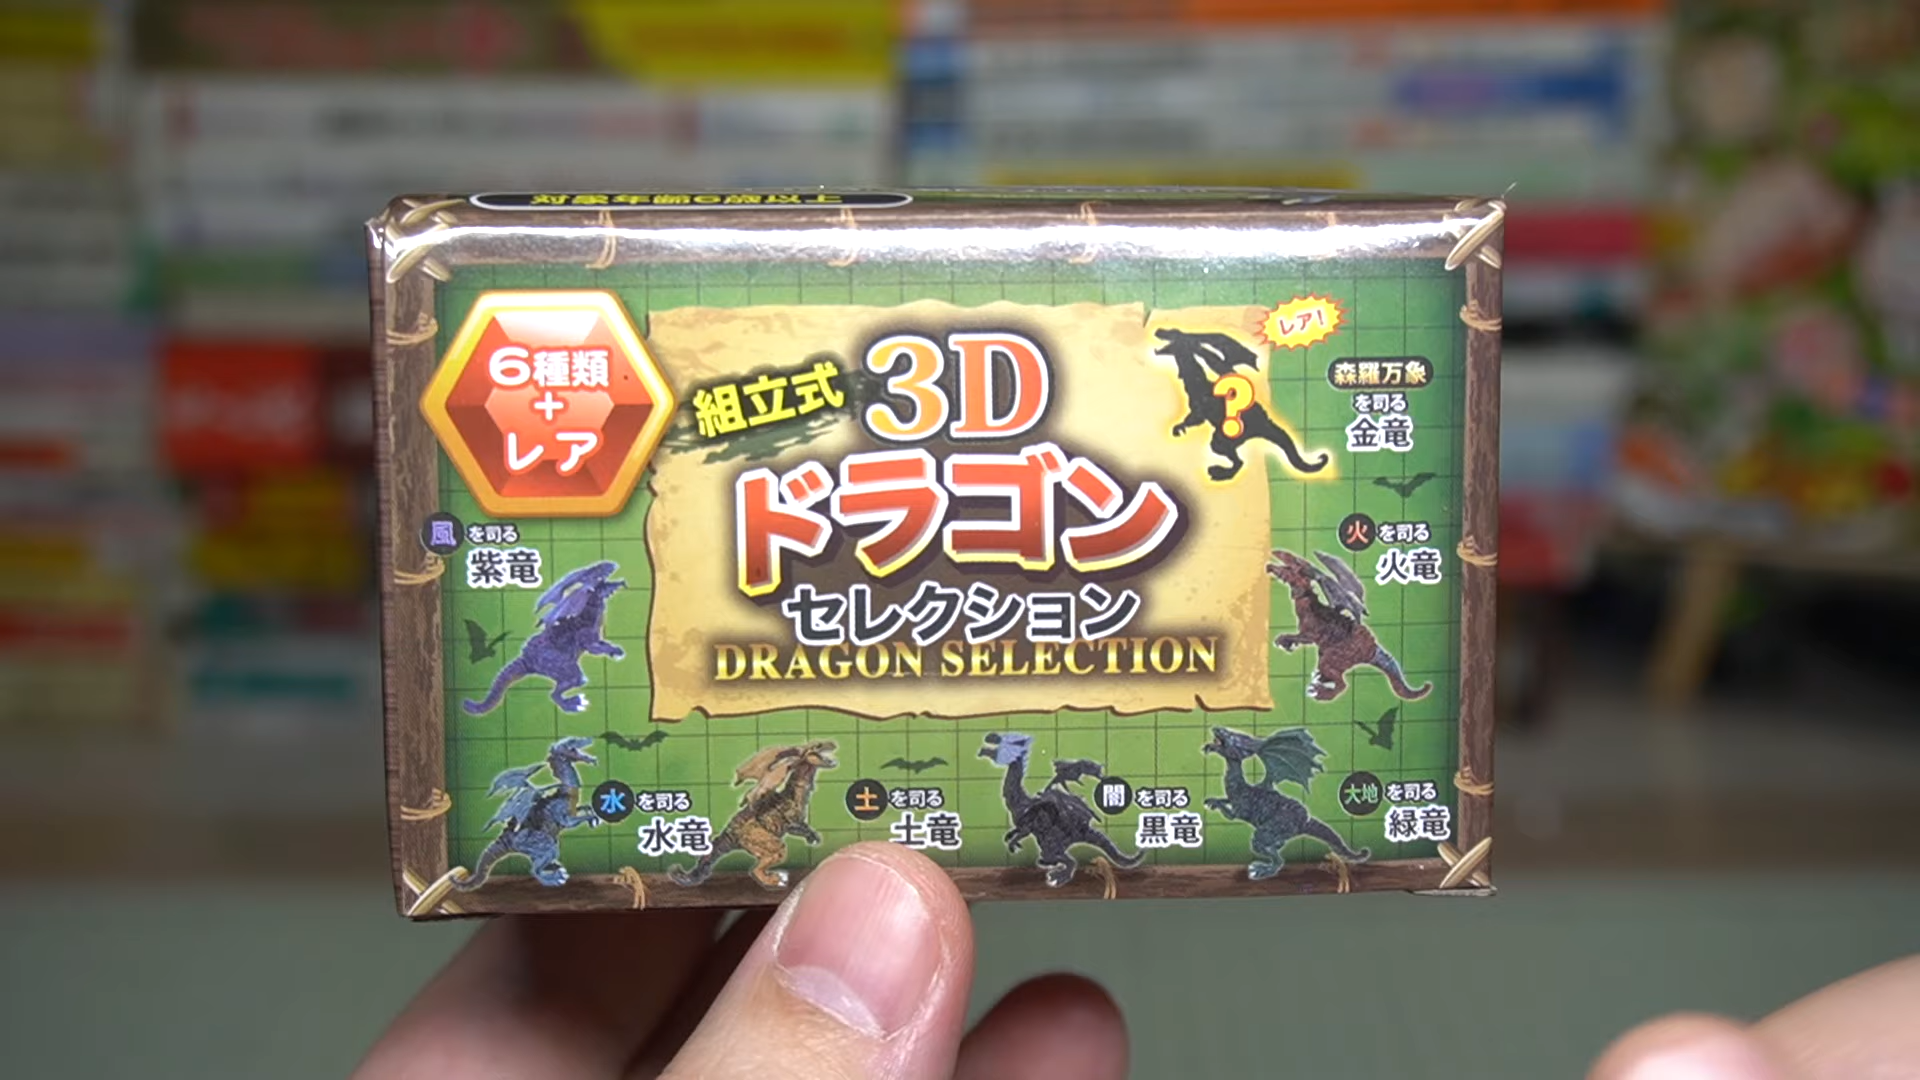 対象年齢6歳以上
6種類
+
レア
組立式
3D
ドラゴン
セレクション
DRAGON SELECTION
レア!
?
森羅万象
を司る
金竜
風を司る
紫竜
火を司る
火竜
水を司る
水竜
土を司る
土竜
闇を司る
黒竜
大地を司る
緑竜